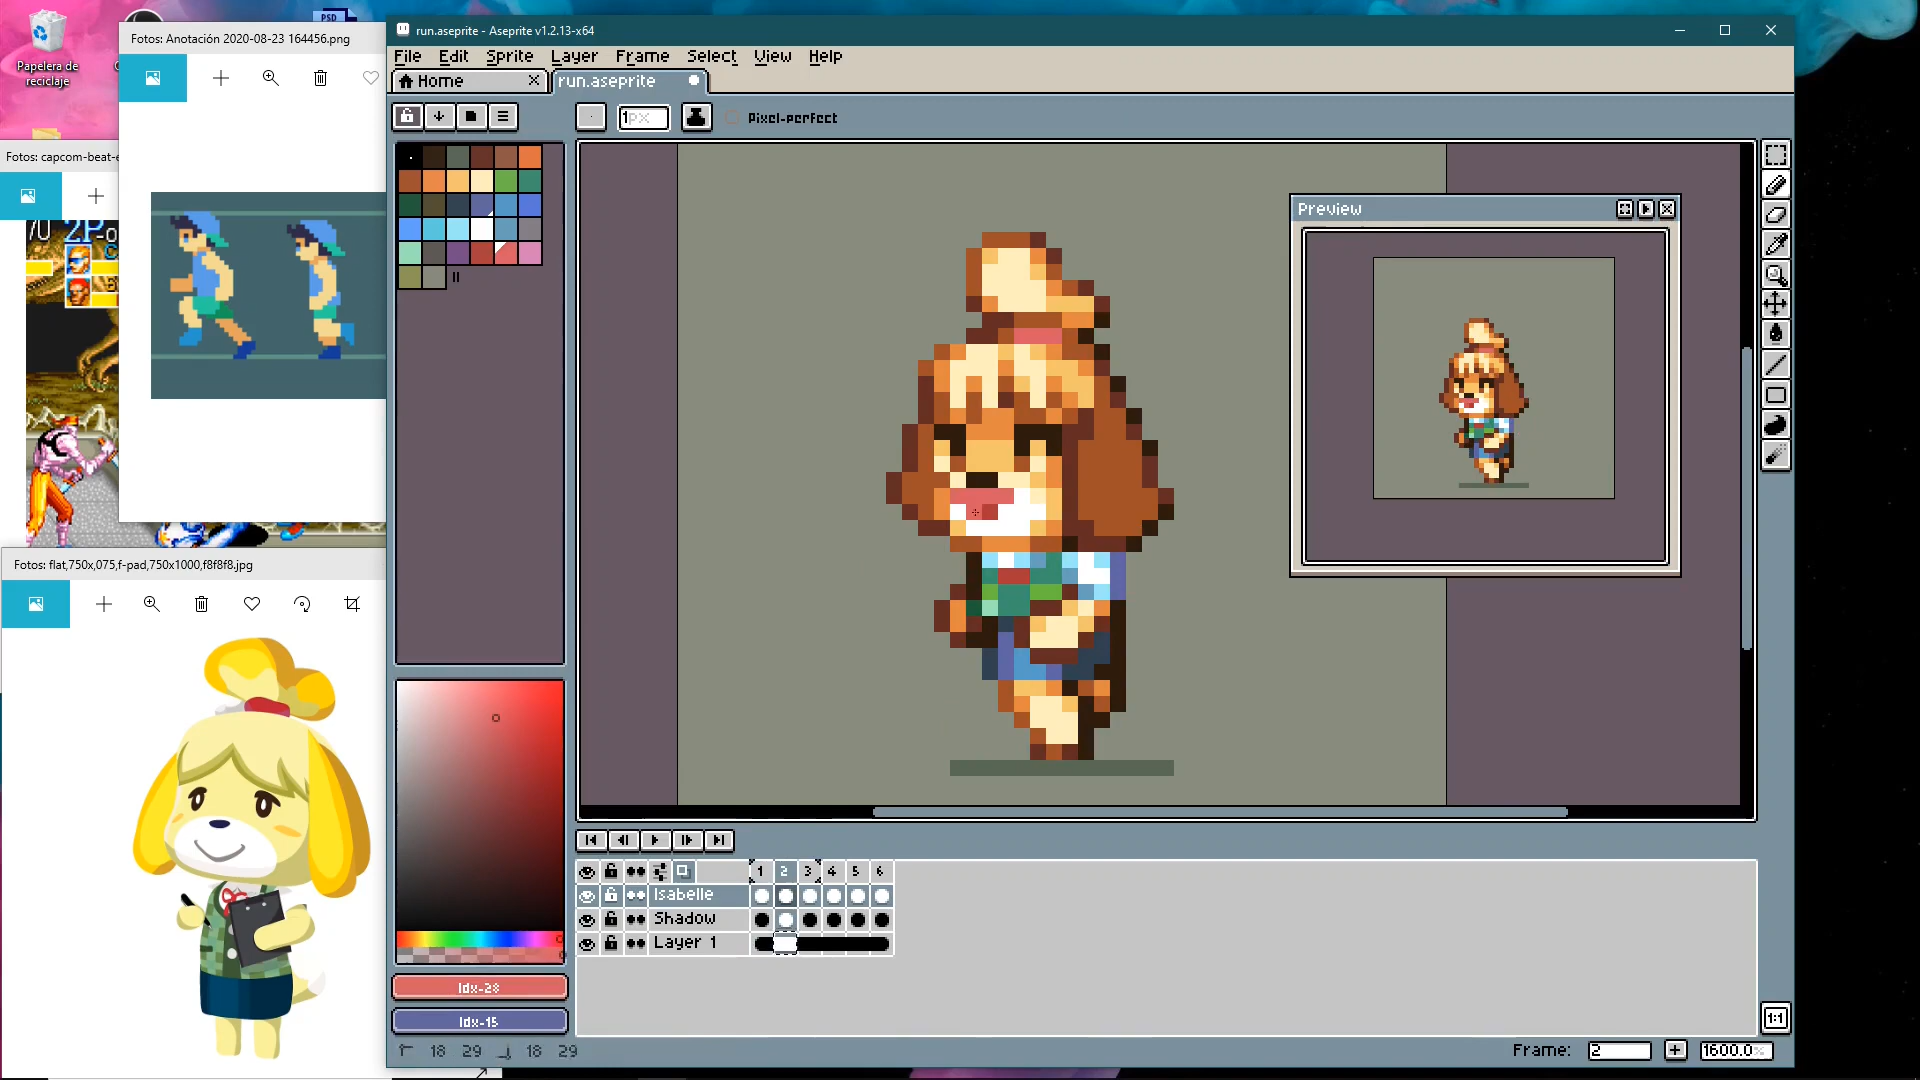 PSD
Papelera de
reciclaje
Fotos: Anotación 2020-08-23 164456.png
Fotos: capcom-beat-e
70 2P-0
Fotos: flat,750x,075,f-pad,750x1000,f8f8f8.jpg
run.aseprite - Aseprite v1.2.13-x64
File Edit Sprite Layer Frame Select View Help
Home
run.aseprite
1px
Pixel-perfect
Preview
1 2 3 4 5 6
Isabelle
Shadow
Layer 1
Idx-28
Idx-15
18 29 18 29
Frame: 2
1600.0%
1:1